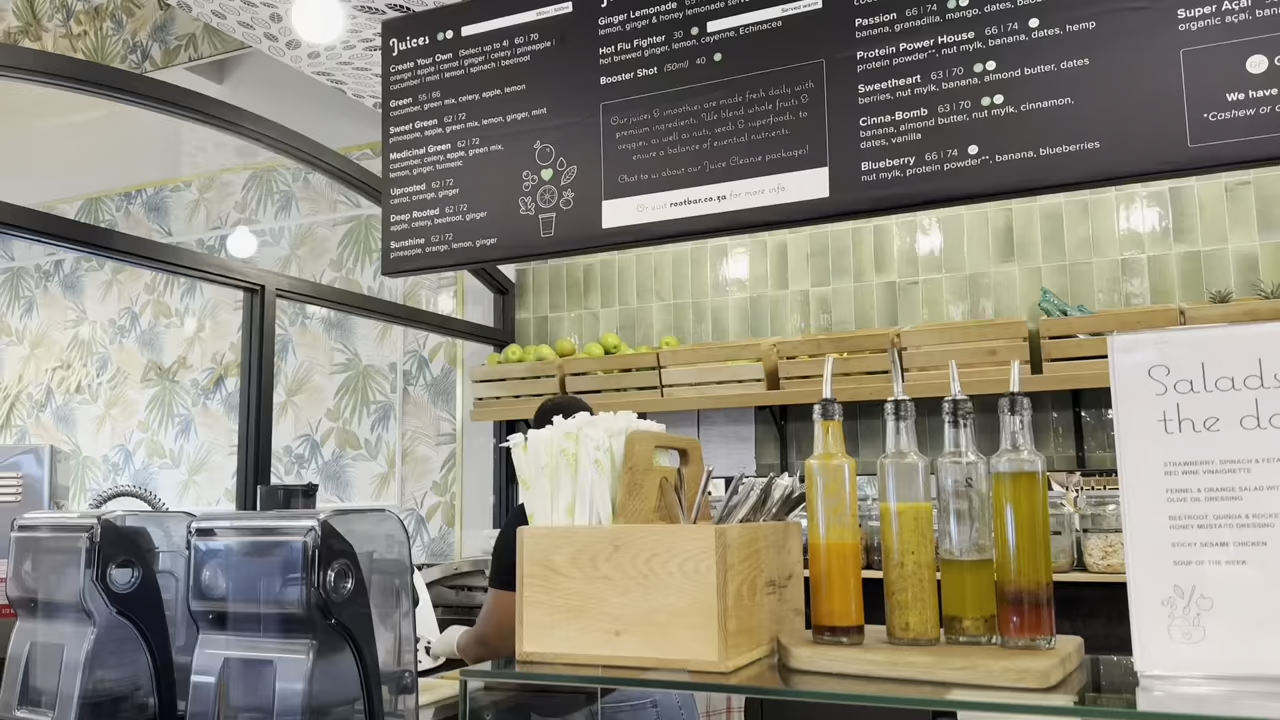 Juices
350ml | 500ml
Create Your Own (Select up to 4) 60 | 70
orange | apple | carrot | ginger | celery | pineapple |
cucumber | mint | lemon | spinach | beetroot
Green 55 | 66
cucumber, green mix, celery, apple, lemon
Sweet Green 62 | 72
pineapple, apple, green mix, lemon, ginger, mint
Medicinal Green 62 | 72
cucumber, celery, apple, green mix,
lemon, ginger, turmeric
Uprooted 62 | 72
carrot, orange, ginger
Deep Rooted 62 | 72
apple, celery, beetroot, ginger
Sunshine 62 | 72
pineapple, orange, lemon, ginger
Ginger Lemonade
lemon, ginger & honey lemonade
Served warm
Hot Flu Fighter 30
hot brewed ginger, lemon, cayenne, Echinacea
Booster Shot (50ml) 40
Our juices & smoothies are made fresh daily with
premium ingredients. We blend whole fruits &
veggies, as well as nuts, seeds & superfoods, to
ensure a balance of essential nutrients.
Chat to us about our Juice Cleanse packages!
Or visit rootbar.co.za for more info.
Passion 66 | 74
banana, granadilla, mango, dates,
Protein Power House 66 | 74
protein powder**, nut mylk, banana, dates, hemp
Sweetheart 63 | 70
berries, nut mylk, banana, almond butter, dates
Cinna-Bomb 63 | 70
banana, almond butter, nut mylk, cinnamon,
dates, vanilla
Blueberry 66 | 74
nut mylk, protein powder**, banana, blueberries
Super Açaí
organic açaí,
GF
We have
*Cashew or
Salads
the
STRAWBERRY, SPINACH & FETA
RED WINE VINAIGRETTE
FENNEL & ORANGE SALAD
OLIVE OIL DRESSING
BEETROOT, QUINOA & ROCKET
HONEY MUSTARD DRESSING
STICKY SESAME CHICKEN
SOUP OF THE WEEK